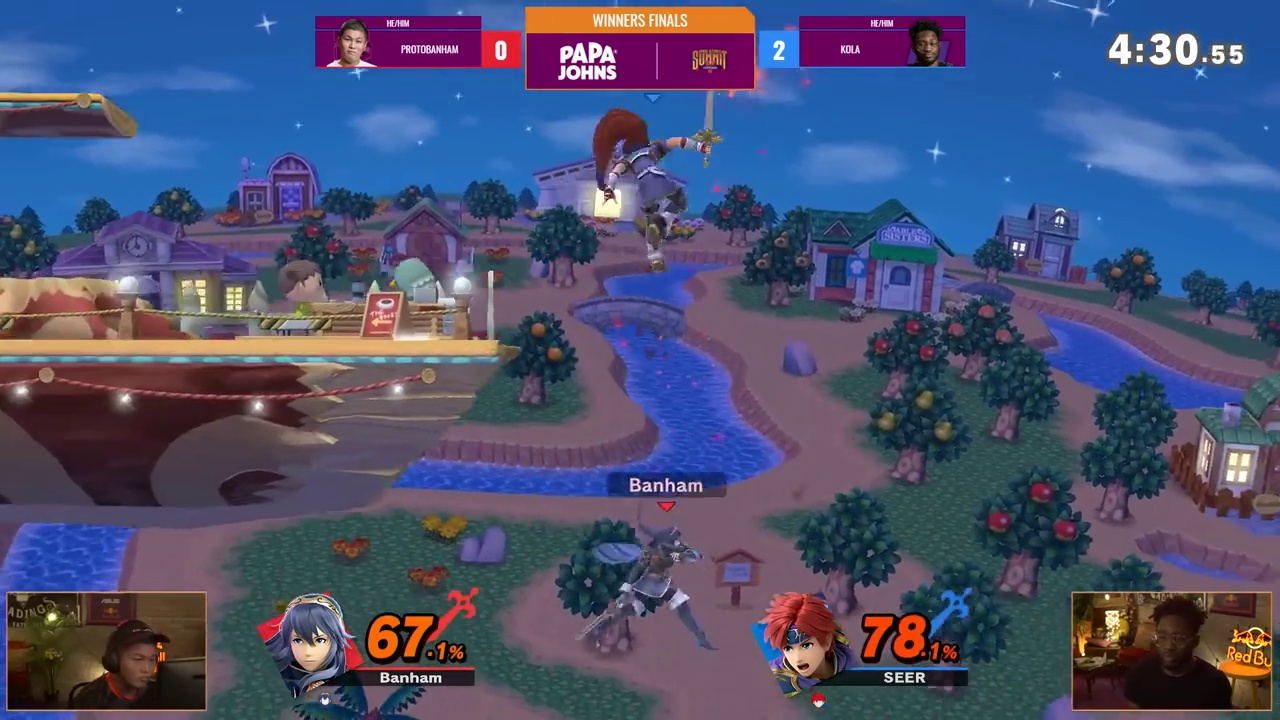 HE/HIM
PROTOBANHAM
0
WINNERS FINALS
PAPA JOHNS
SUMMIT
2
HE/HIM
KOLA
4:30.55
ABLE SISTERS
Banham
67.1%
Banham
78.1%
SEER
Red Bu